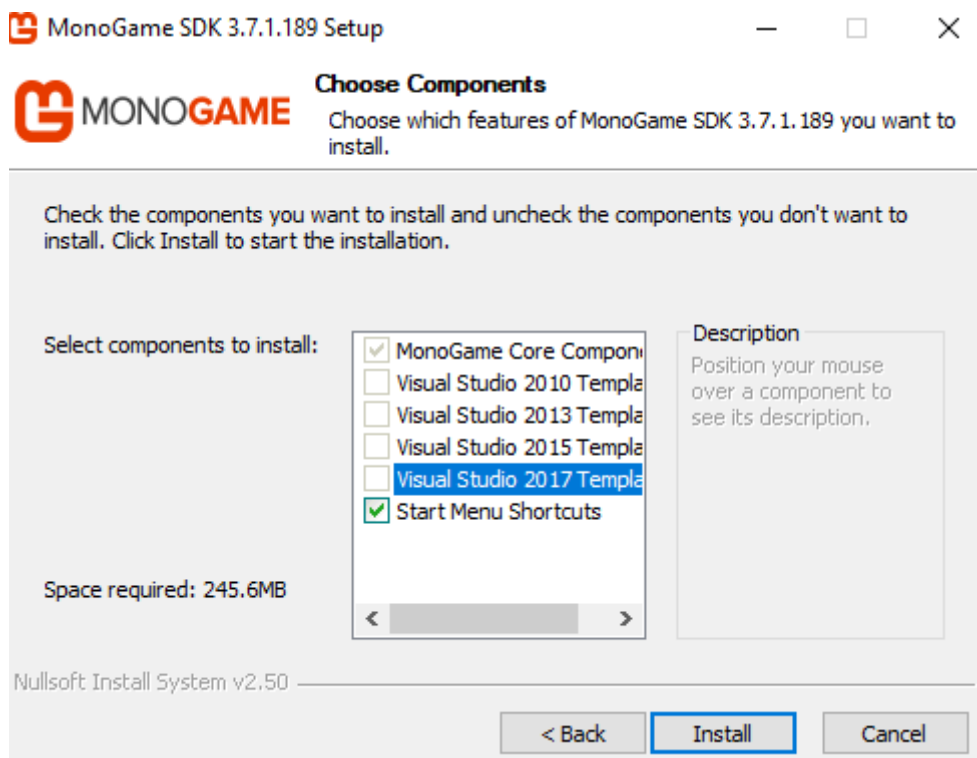 MonoGame SDK 3.7.1.189 Setup
MONOGAME
Choose Components
Choose which features of MonoGame SDK 3.7.1.189 you want to
install.
Check the components you want to install and uncheck the components you don't want to
install. Click Install to start the installation.
Select components to install:
MonoGame Core Compon
Visual Studio 2010 Templa
Visual Studio 2013 Templa
Visual Studio 2015 Templa
Visual Studio 2017 Templa
Start Menu Shortcuts
Description
Position your mouse
over a component to
see its description.
Space required: 245.6MB
Nullsoft Install System v2.50
< Back
Install
Cancel